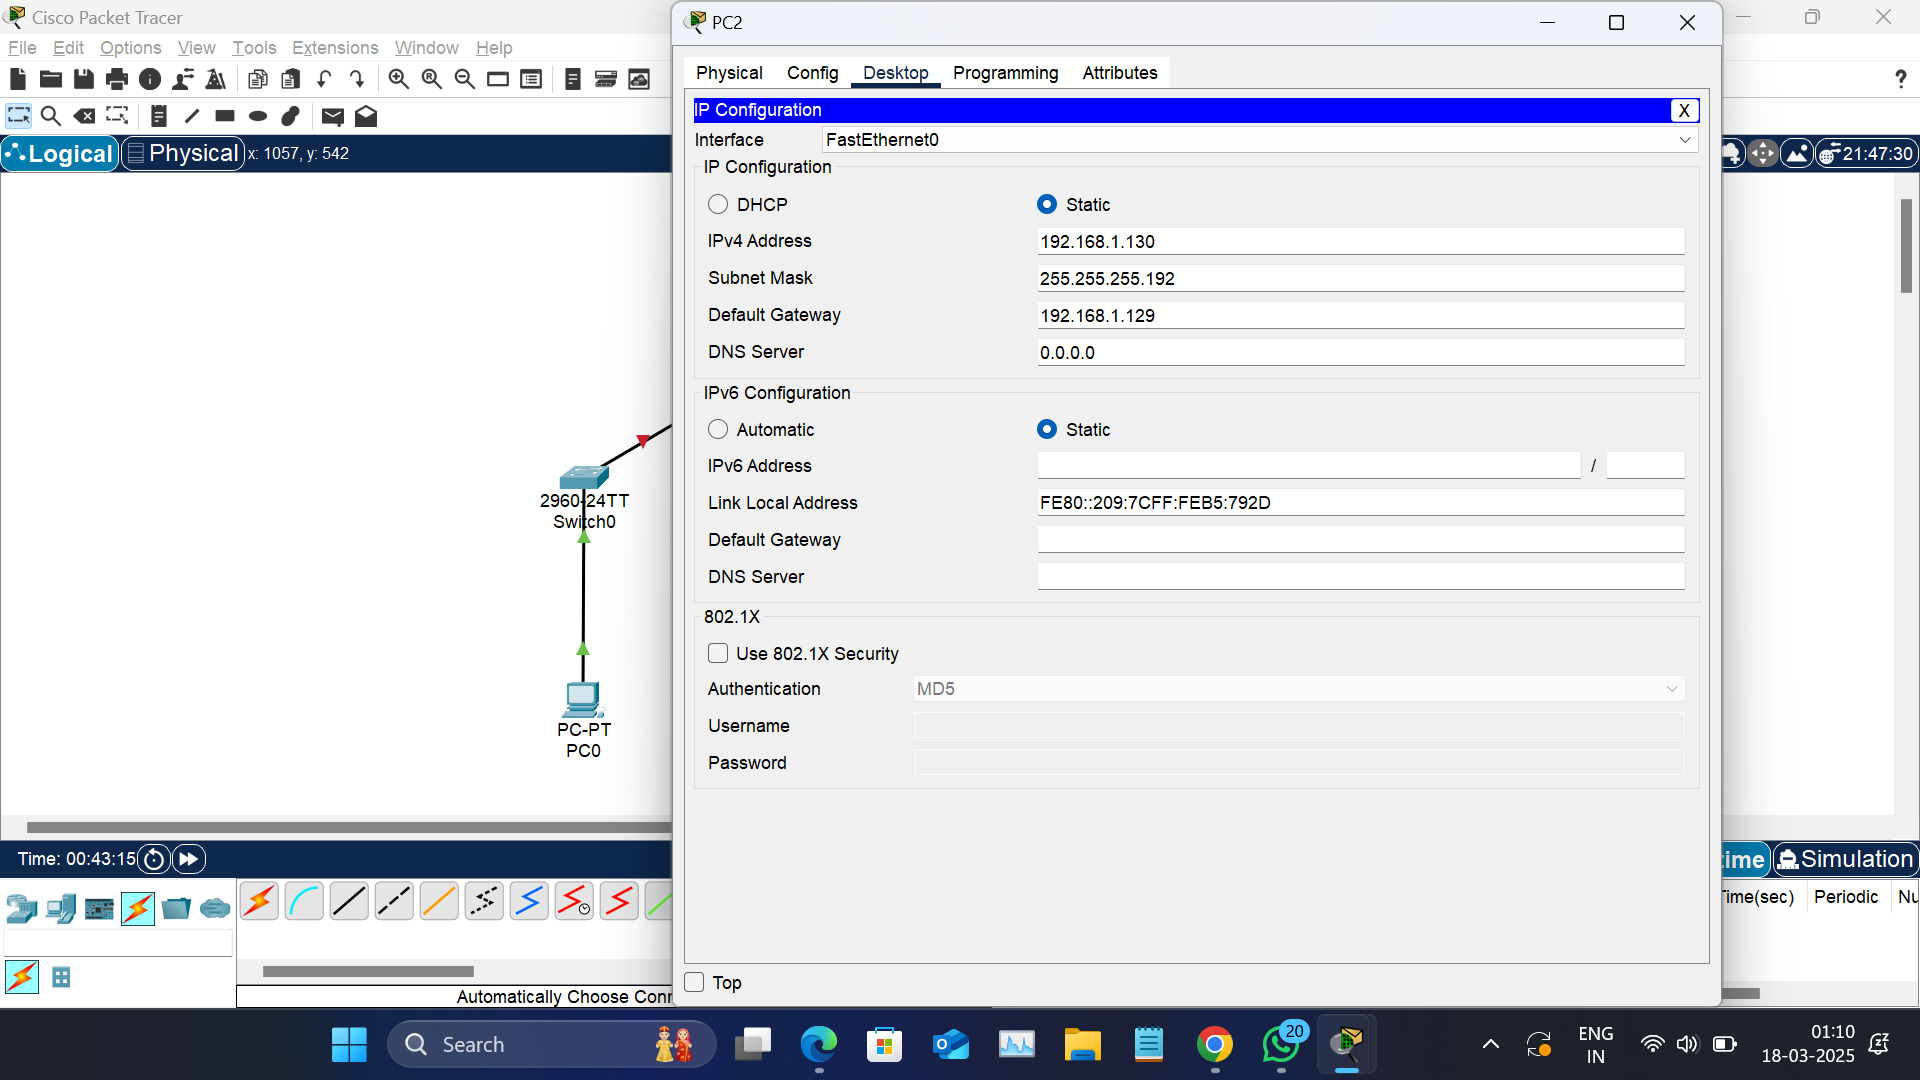 Cisco Packet Tracer
File Edit Options View Tools Extensions Window Help
?
Logical Physical x: 1057, y: 542
21:47:30
PC2
Physical Config Desktop Programming Attributes
IP Configuration X
Interface FastEthernet0
IP Configuration
DHCP Static
IPv4 Address 192.168.1.130
Subnet Mask 255.255.255.192
Default Gateway 192.168.1.129
DNS Server 0.0.0.0
IPv6 Configuration
Automatic Static
IPv6 Address /
Link Local Address FE80::209:7CFF:FEB5:792D
Default Gateway
DNS Server
802.1X
Use 802.1X Security
Authentication MD5
Username
Password
Top
2960-24TT
Switch0
PC-PT
PC0
Time: 00:43:15
ime Simulation
Time(sec) Periodic Nu
Automatically Choose Conn
Search
20
ENG
IN
01:10
18-03-2025